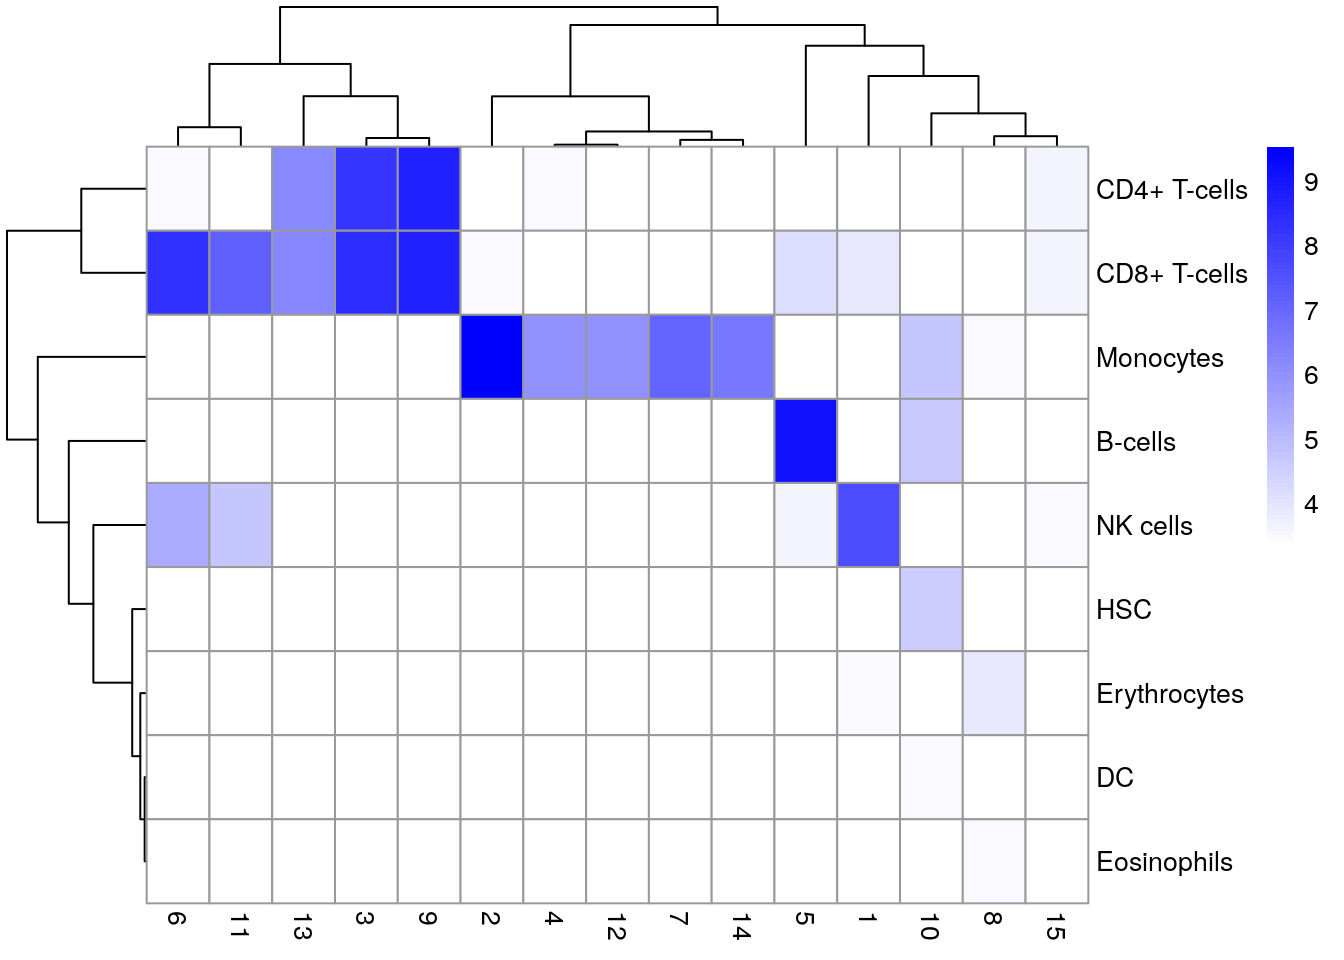 CD4+ T-cells
CD8+ T-cells
Monocytes
B-cells
NK cells
HSC
Erythrocytes
DC
Eosinophils
9
8
7
6
5
4
6 11 13 3 9 2 4 12 7 14 5 1 10 8 15